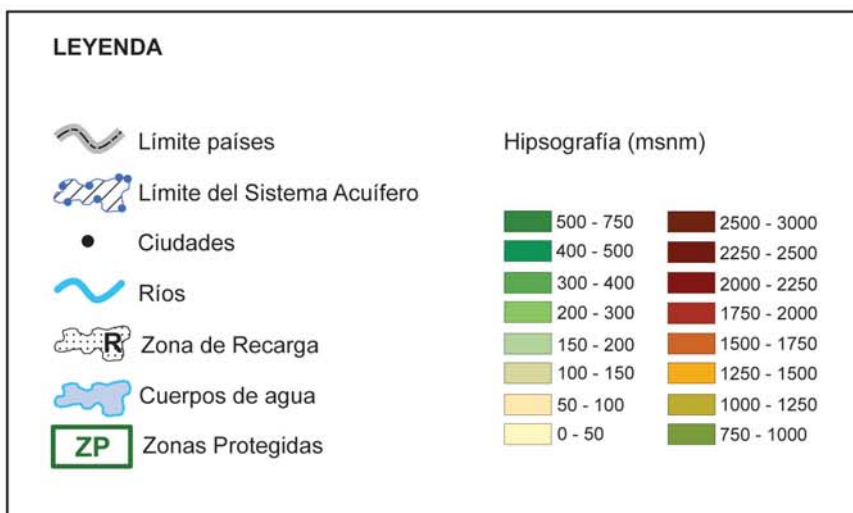 LEYENDA
Límite países
Límite del Sistema Acuífero
Ciudades
Ríos
R
Zona de Recarga
Cuerpos de agua
ZP
Zonas Protegidas
Hipsografía (msnm)
500 - 750
400 - 500
300 - 400
200 - 300
150 - 200
100 - 150
50 - 100
0 - 50
2500 - 3000
2250 - 2500
2000 - 2250
1750 - 2000
1500 - 1750
1250 - 1500
1000 - 1250
750 - 1000